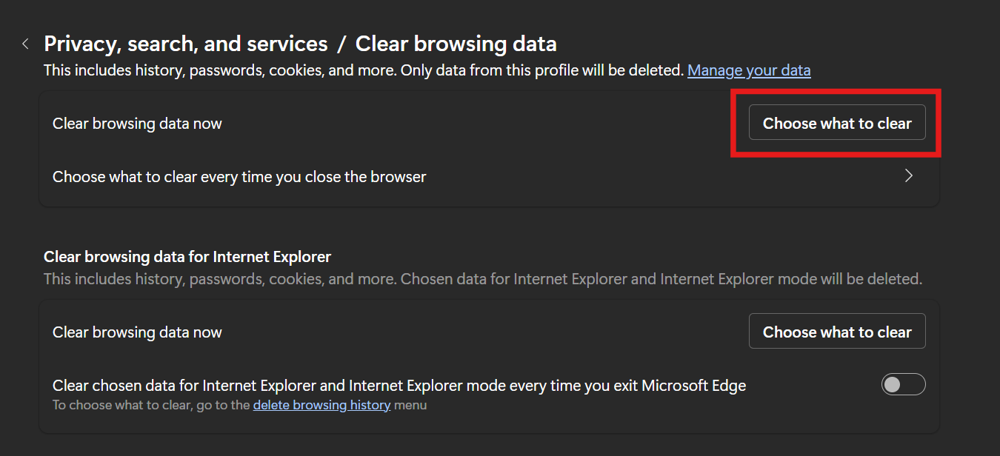 Privacy, search, and services / Clear browsing data
This includes history, passwords, cookies, and more. Only data from this profile will be deleted. Manage your data
Clear browsing data now
Choose what to clear
Choose what to clear every time you close the browser
Clear browsing data for Internet Explorer
This includes history, passwords, cookies, and more. Chosen data for Internet Explorer and Internet Explorer mode will be deleted.
Clear browsing data now
Choose what to clear
Clear chosen data for Internet Explorer and Internet Explorer mode every time you exit Microsoft Edge
To choose what to clear, go to the delete browsing history menu